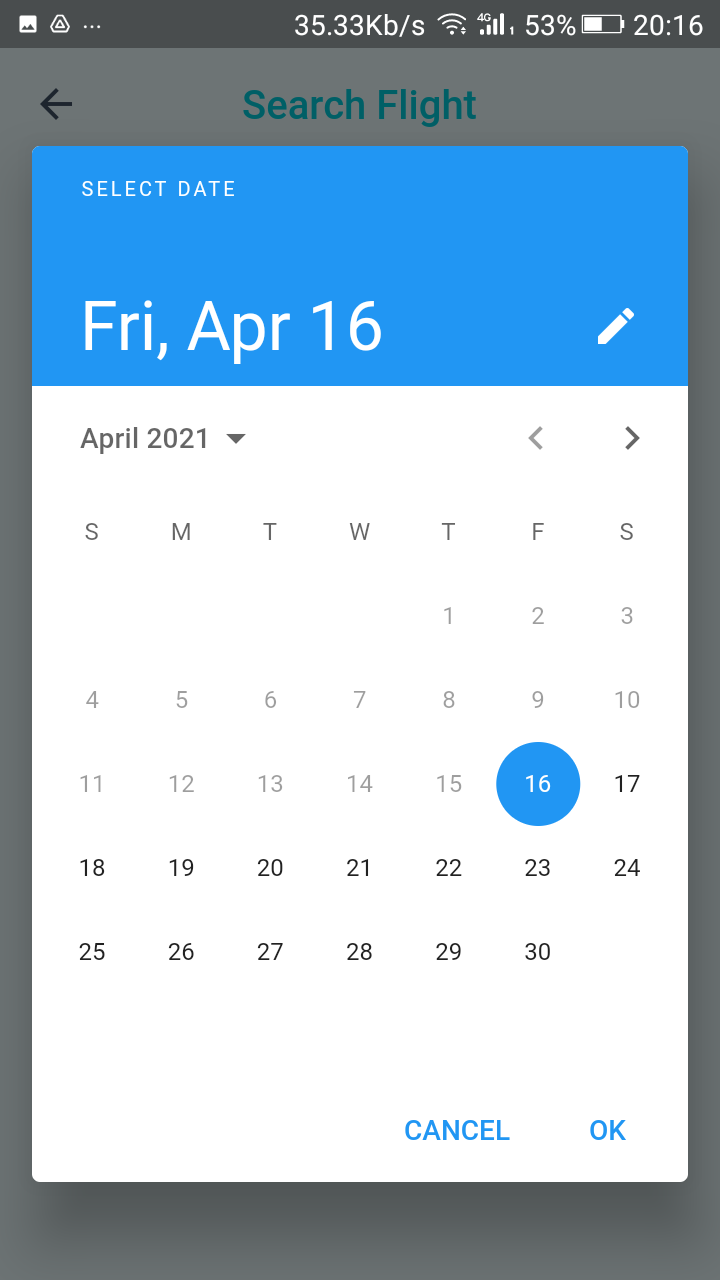 35.33Kb/s 4G 1 53% 20:16
Search Flight
SELECT DATE
Fri, Apr 16
April 2021
S M T W T F S
1 2 3
4 5 6 7 8 9 10
11 12 13 14 15 16 17
18 19 20 21 22 23 24
25 26 27 28 29 30
CANCEL OK